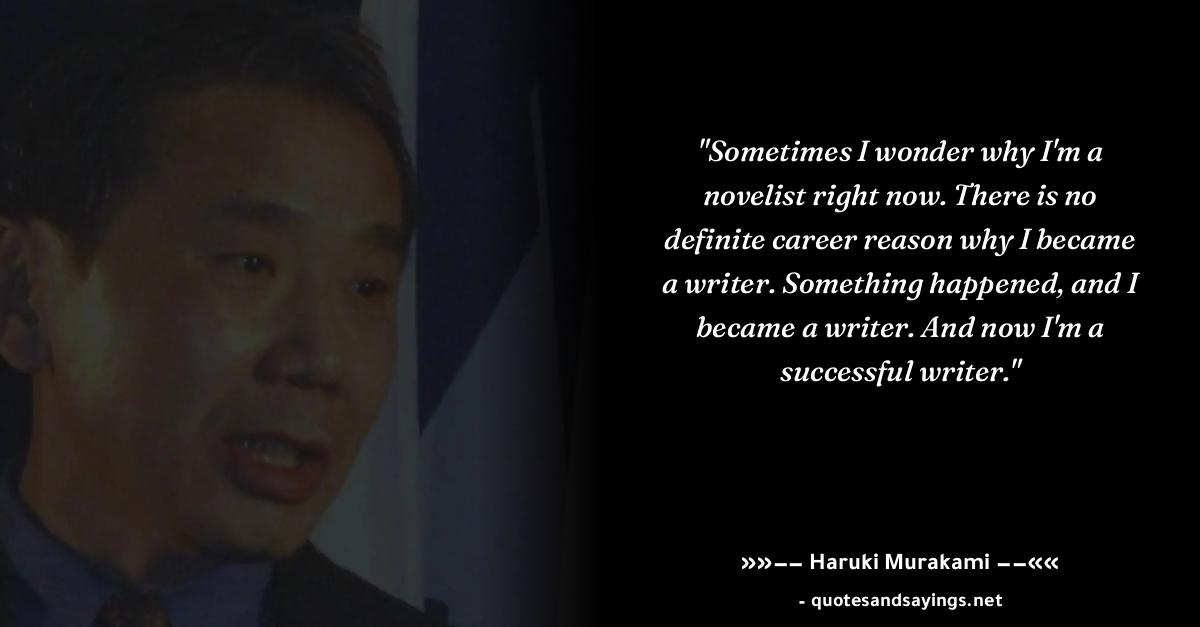 "Sometimes I wonder why I'm a
novelist right now. There is no
definite career reason why I became
a writer. Something happened, and I
became a writer. And now I'm a
successful writer."
»»−− Haruki Murakami −−««
- quotesandsayings.net